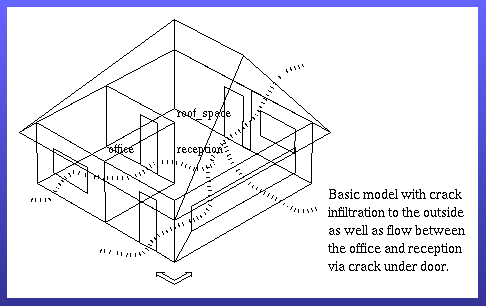 roof_space
office
reception
Basic model with crack
infiltration to the outside
as well as flow between
the office and reception
via crack under door.